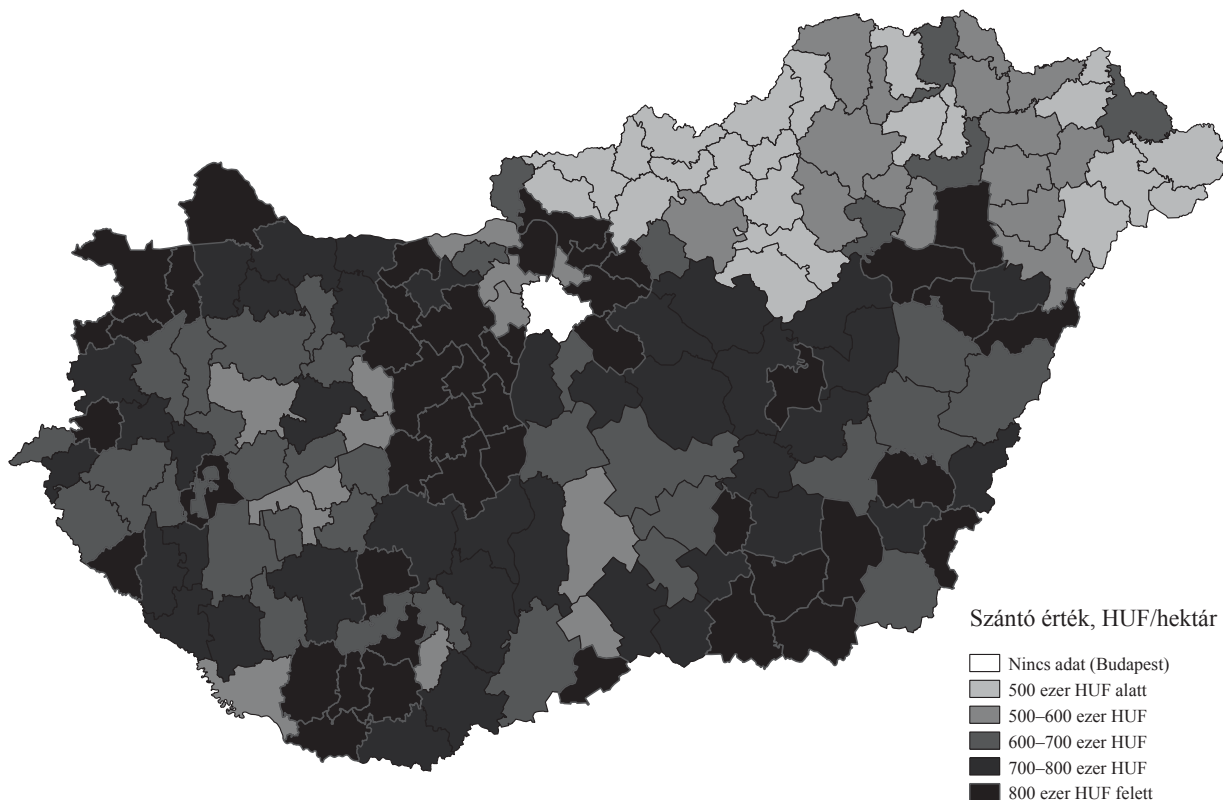 Szántó érték, HUF/hektár
Nincs adat (Budapest)
500 ezer HUF alatt
500–600 ezer HUF
600–700 ezer HUF
700–800 ezer HUF
800 ezer HUF felett